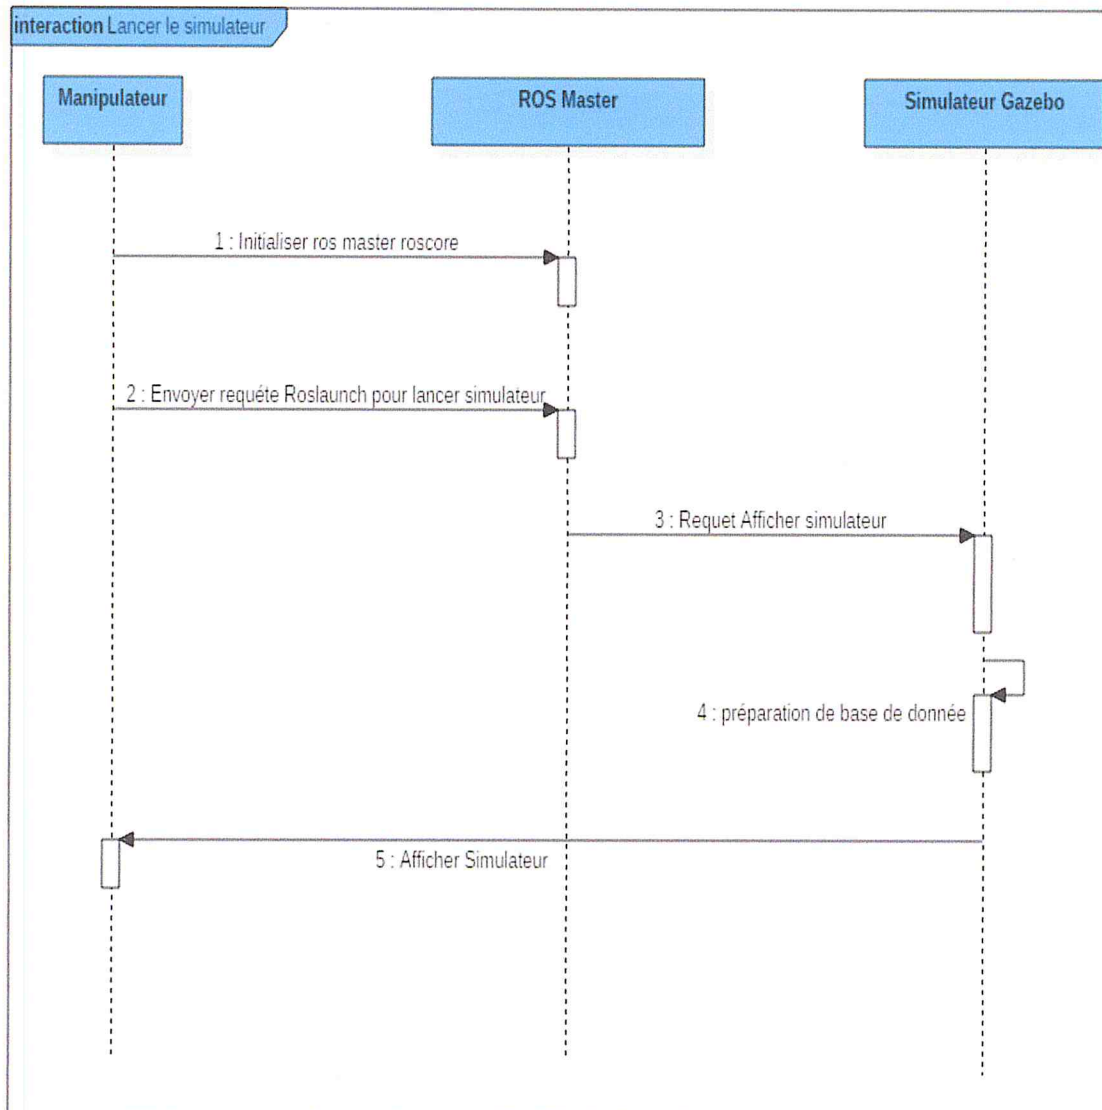 interaction Lancer le simulateur
Manipulateur
ROS Master
Simulateur Gazebo
1 : Initialiser ros master roscore
2 : Envoyer requéte Roslaunch pour lancer simulateur
3 : Requet Afficher simulateur
4 : préparation de base de donnée
5 : Afficher Simulateur